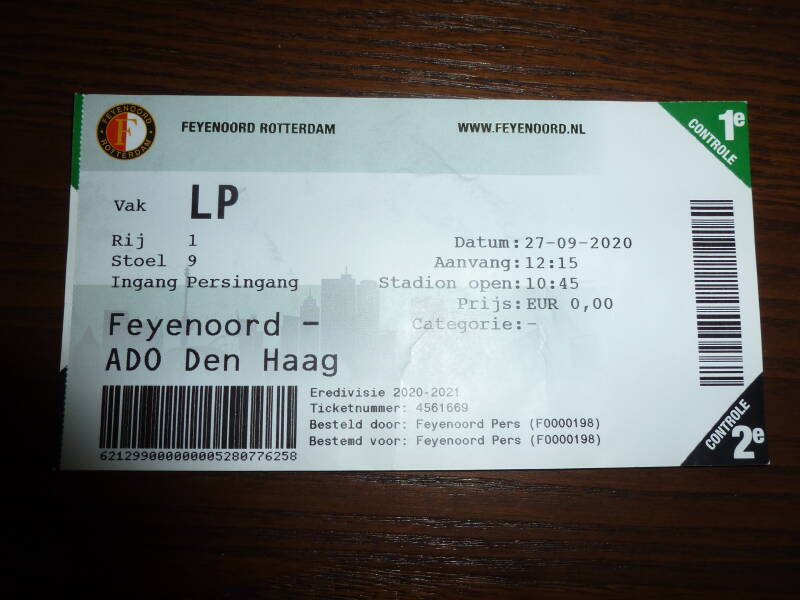 FEYENOORD
ROTTERDAM
FEYENOORD ROTTERDAM
WWW.FEYENOORD.NL
1e
CONTROLE
Vak LP
Rij 1
Stoel 9
Ingang Persingang
Datum: 27-09-2020
Aanvang: 12:15
Stadion open: 10:45
Prijs: EUR 0,00
Categorie: -
Feyenoord -
ADO Den Haag
Eredivisie 2020-2021
Ticketnummer: 4561669
Besteld door: Feyenoord Pers (F0000198)
Bestemd voor: Feyenoord Pers (F0000198)
6212990000000005280776258
CONTROLE
2e